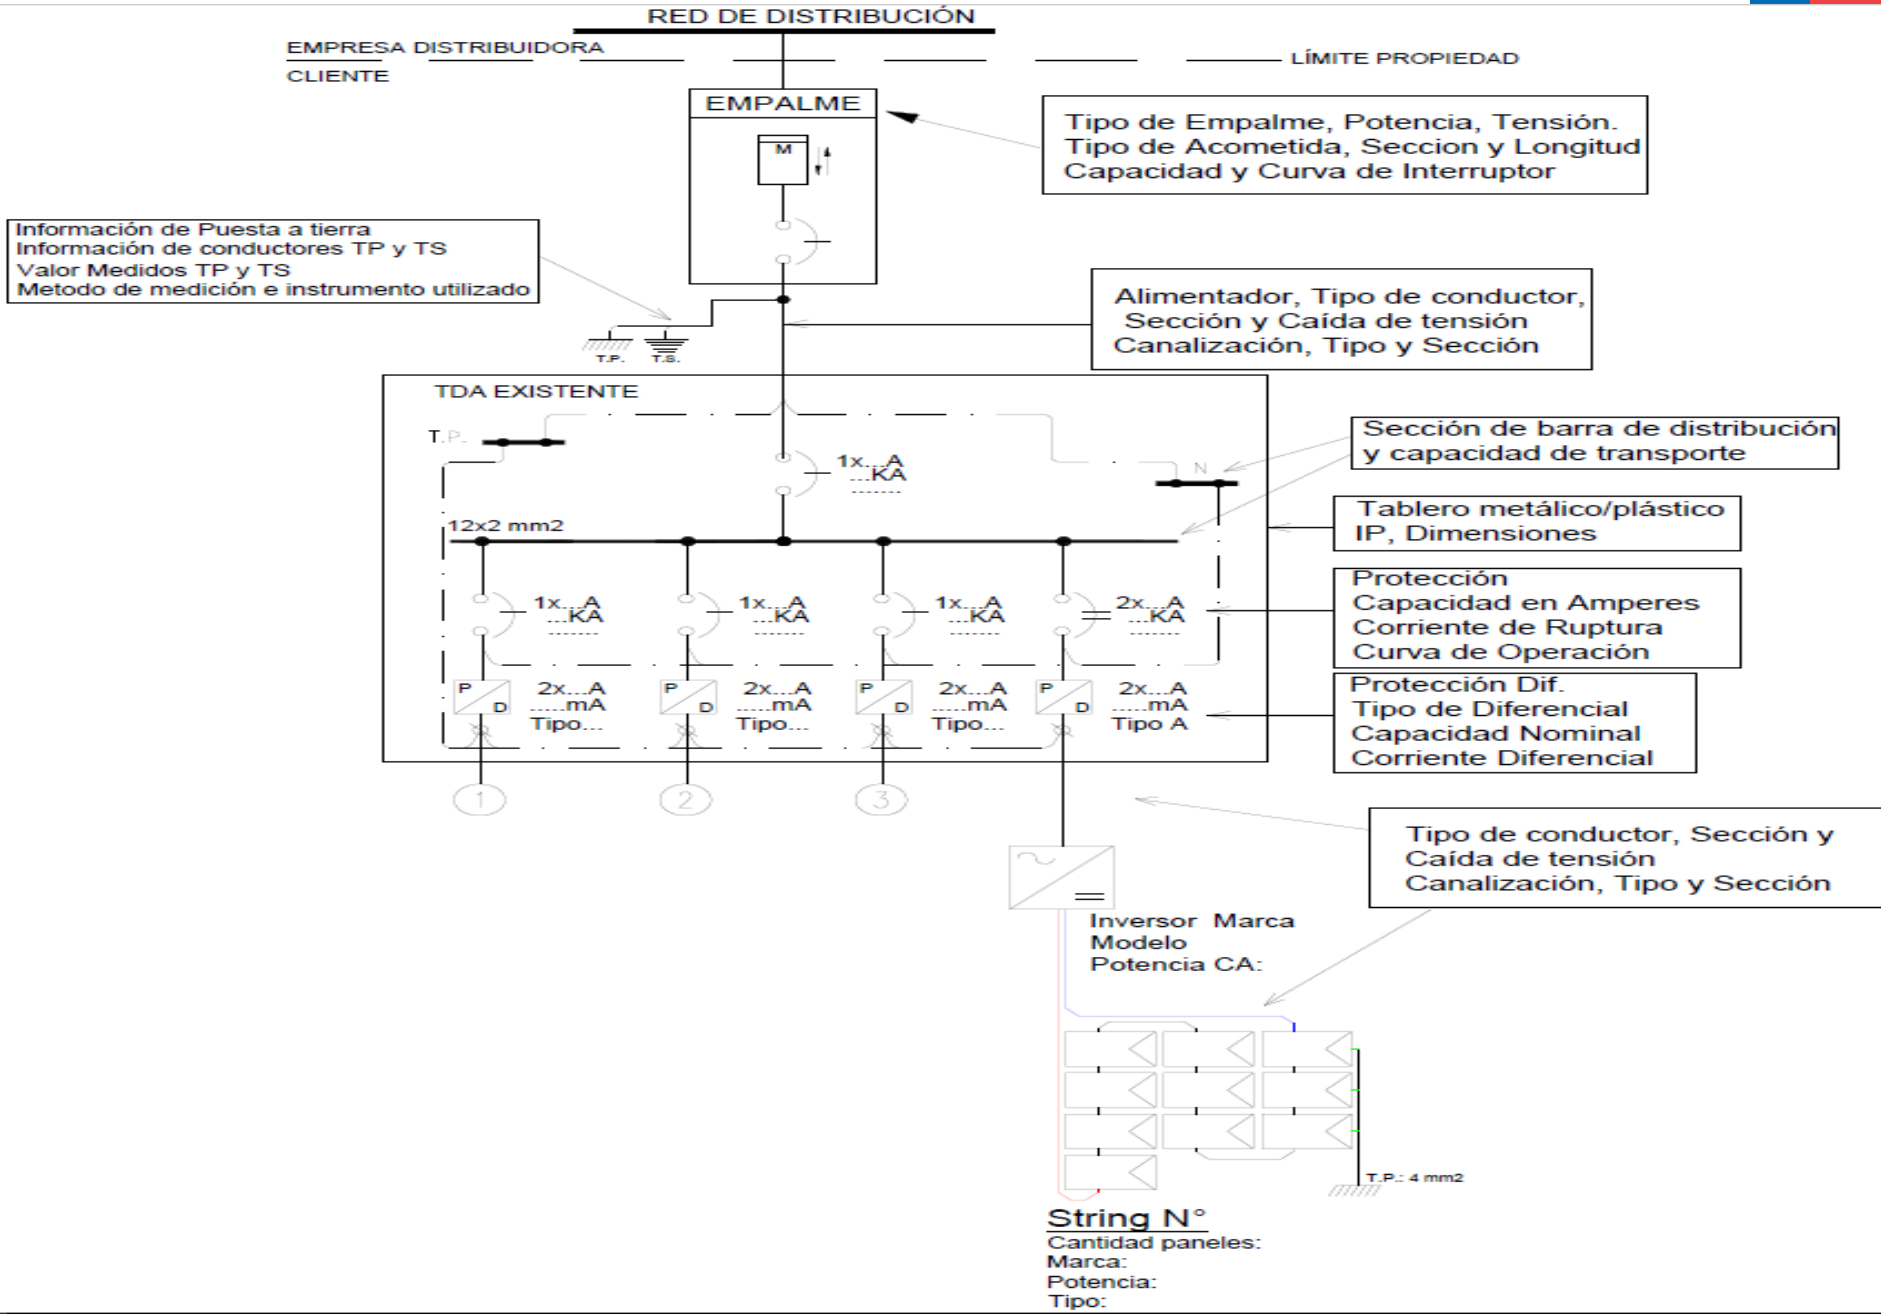 RED DE DISTRIBUCIÓN
EMPRESA DISTRIBUIDORA
LÍMITE PROPIEDAD
CLIENTE
EMPALME
M
Tipo de Empalme, Potencia, Tensión.
Tipo de Acometida, Seccion y Longitud
Capacidad y Curva de Interruptor
Información de Puesta a tierra
Información de conductores TP y TS
Valor Medidos TP y TS
Metodo de medición e instrumento utilizado
T.P.
T.S.
Alimentador, Tipo de conductor,
Sección y Caída de tensión
Canalización, Tipo y Sección
TDA EXISTENTE
T.P.
1x...A
...KA
.......
N
Sección de barra de distribución
y capacidad de transporte
12x2 mm2
Tablero metálico/plástico
IP, Dimensiones
1x...A
...KA
.......
1x...A
...KA
.......
1x...A
...KA
.......
2x...A
...KA
.......
Protección
Capacidad en Amperes
Corriente de Ruptura
Curva de Operación
P
D
2x...A
.....mA
Tipo...
P
D
2x...A
.....mA
Tipo...
P
D
2x...A
.....mA
Tipo...
P
D
2x...A
.....mA
Tipo A
Protección Dif.
Tipo de Diferencial
Capacidad Nominal
Corriente Diferencial
1
2
3
Tipo de conductor, Sección y
Caída de tensión
Canalización, Tipo y Sección
Inversor Marca
Modelo
Potencia CA:
T.P.: 4 mm2
String N°
Cantidad paneles:
Marca:
Potencia:
Tipo: